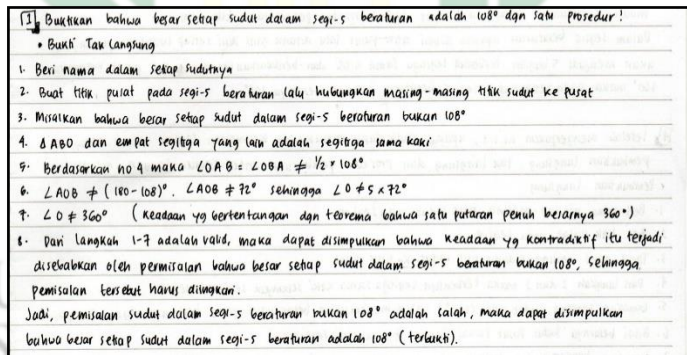 1. Buktikan bahwa besar setiap sudut dalam segi-5 beraturan adalah 108° dgn satu prosedur!
• Bukti Tak Langsung
1. Beri nama dalam setiap sudutnya
2. Buat titik pusat pada segi-5 beraturan lalu hubungkan masing-masing titik sudut ke pusat
3. Misalkan bahwa besar setiap sudut dalam segi-5 beraturan bukan 108°
4. Δ ABO dan empat segitiga yang lain adalah segitiga sama kaki
5. Berdasarkan no 4 maka ∠OAB = ∠OBA ≠ 1/2 × 108°
6. ∠AOB ≠ (180-108)°. ∠AOB ≠ 72° sehingga ∠O ≠ 5 × 72°
7. ∠O ≠ 360° (keadaan yg bertentangan dgn teorema bahwa satu putaran penuh besarnya 360°)
8. Dari langkah 1-7 adalah valid, maka dapat disimpulkan bahwa keadaan yg kontradiktif itu terjadi
disebabkan oleh permisalan bahwa besar setiap sudut dalam segi-5 beraturan bukan 108°, sehingga
pemisalan tersebut harus diingkari.
Jadi, pemisalan sudut dalam segi-5 beraturan bukan 108° adalah salah, maka dapat disimpulkan
bahwa besar setiap sudut dalam segi-5 beraturan adalah 108° (terbukti).